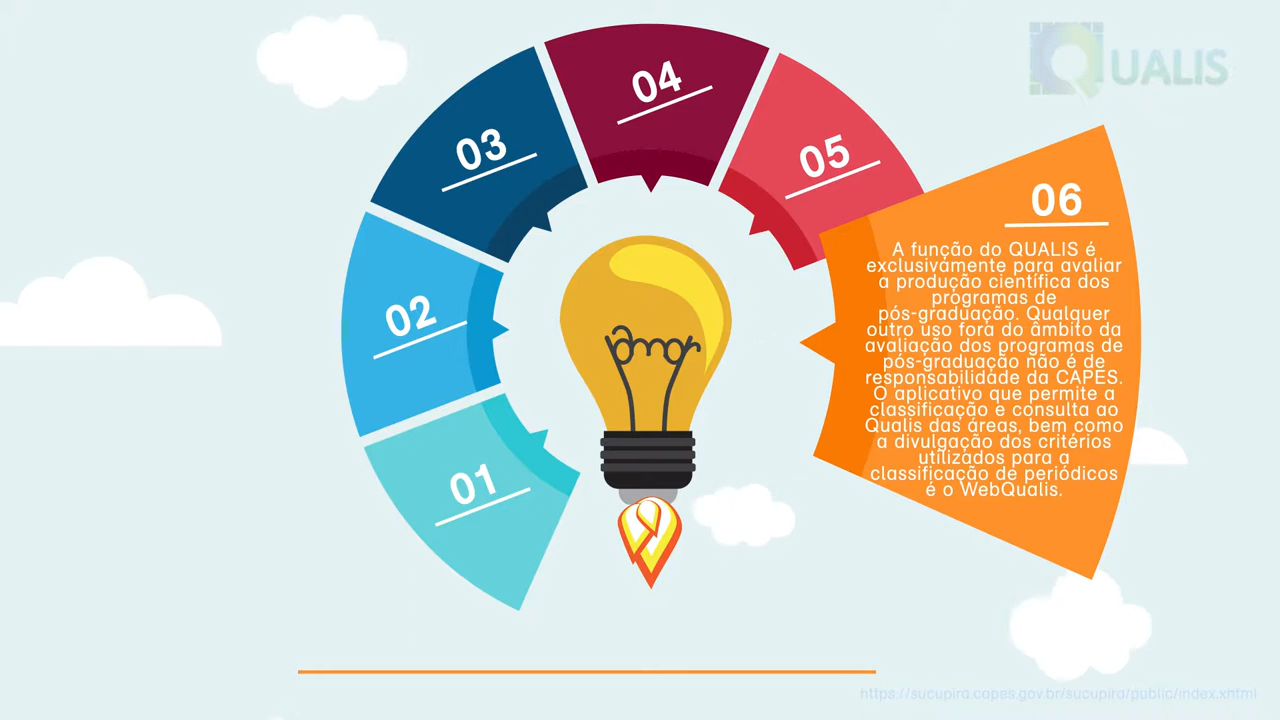 QUALIS
04
03
05
06
02
01
A função do QUALIS é
exclusivamente para avaliar
a produção científica dos
programas de
pós-graduação. Qualquer
outro uso fora do âmbito da
avaliação dos programas de
pós-graduação não é de
responsabilidade da CAPES.
O aplicativo que permite a
classificação e consulta ao
Qualis das áreas, bem como
a divulgação dos critérios
utilizados para a
classificação de periódicos
é o WebQualis.
https://sucupira.capes.gov.br/sucupira/public/index.xhtml